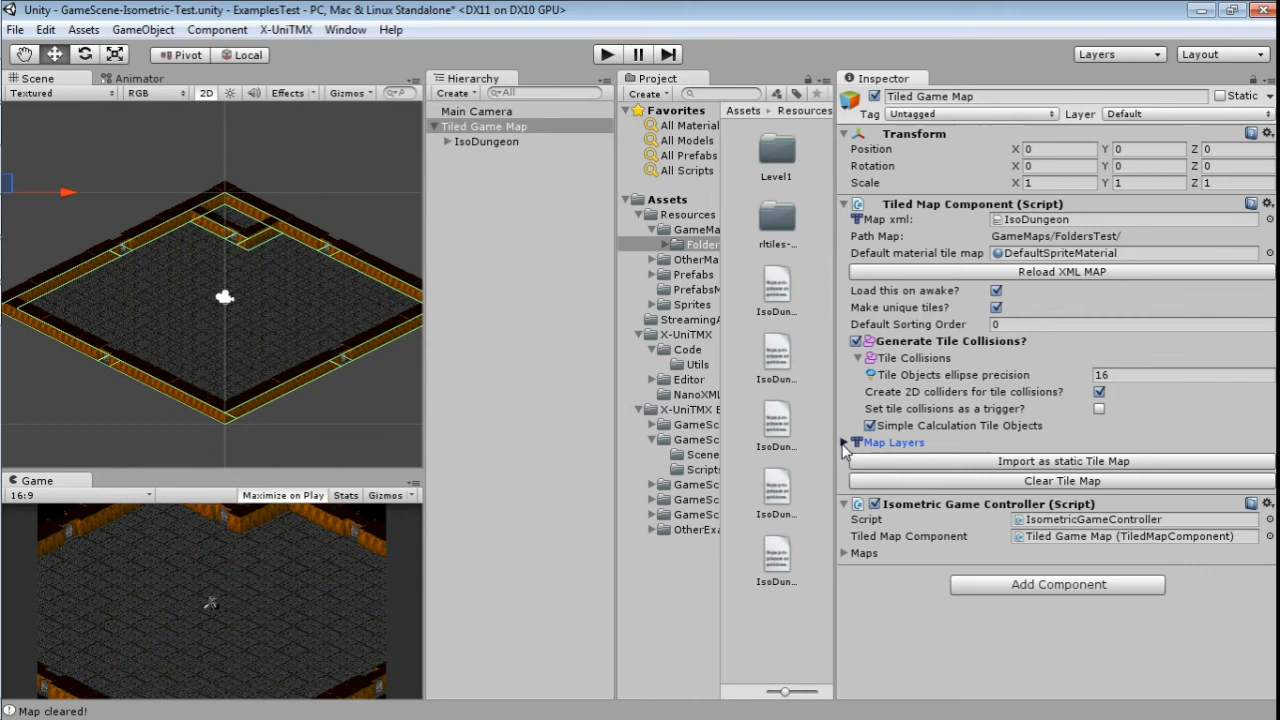 Unity - GameScene-Isometric-Test.unity - ExamplesTest - PC, Mac & Linux Standalone* <DX11 on DX10 GPU>
File Edit Assets GameObject Component X-UniTMX Window Help
Pivot Local Layers Layout
Scene Animator
Textured RGB 2D Effects Gizmos
Hierarchy
Create All
Main Camera
Tiled Game Map
IsoDungeon
Project
Create
Favorites
All Material
All Models
All Prefabs
All Scripts
Assets
Resources
GameMa
Folder
OtherMa
Prefabs
PrefabsM
Sprites
StreamingA
X-UniTMX
Code
Utils
Editor
NanoXML
X-UniTMX E
GameSc
GameSc
Scene
Scripts
GameSc
GameSc
GameSc
OtherExa
Assets Resources
Level1
rltiles-...
IsoDun...
IsoDun...
IsoDun...
IsoDun...
IsoDun...
Inspector
Tiled Game Map Static
Tag Untagged Layer Default
Transform
Position X 0 Y 0 Z 0
Rotation X 0 Y 0 Z 0
Scale X 1 Y 1 Z 1
Tiled Map Component (Script)
Map xml: IsoDungeon
Path Map: GameMaps/FoldersTest/
Default material tile map DefaultSpriteMaterial
Reload XML MAP
Load this on awake?
Make unique tiles?
Default Sorting Order 0
Generate Tile Collisions?
Tile Collisions
Tile Objects ellipse precision 16
Create 2D colliders for tile collisions?
Set tile collisions as a trigger?
Simple Calculation Tile Objects
Map Layers
Import as static Tile Map
Clear Tile Map
Isometric Game Controller (Script)
Script IsometricGameController
Tiled Map Component Tiled Game Map (TiledMapComponent)
Maps
Add Component
Game
16:9 Maximize on Play Stats Gizmos
Map cleared!